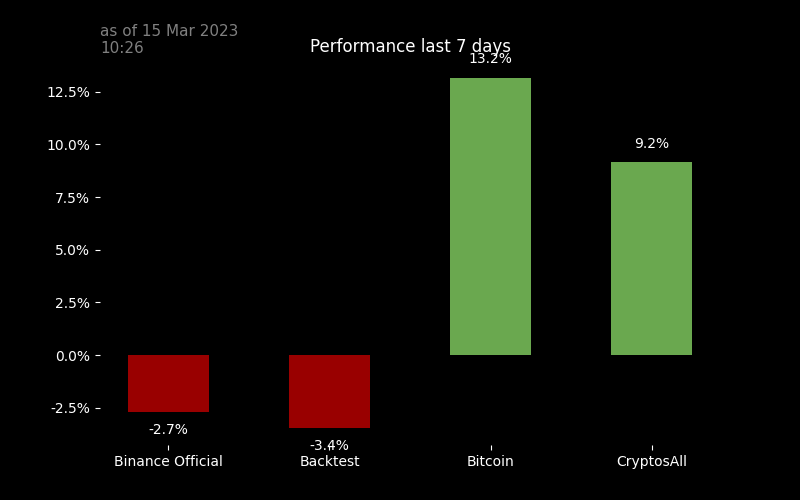 as of 15 Mar 2023
10:26
Performance last 7 days
13.2%
12.5%
10.0%
9.2%
7.5%
5.0%
2.5%
0.0%
-2.5%
-2.7%
-3.4%
Binance Official
Backtest
Bitcoin
CryptosAll